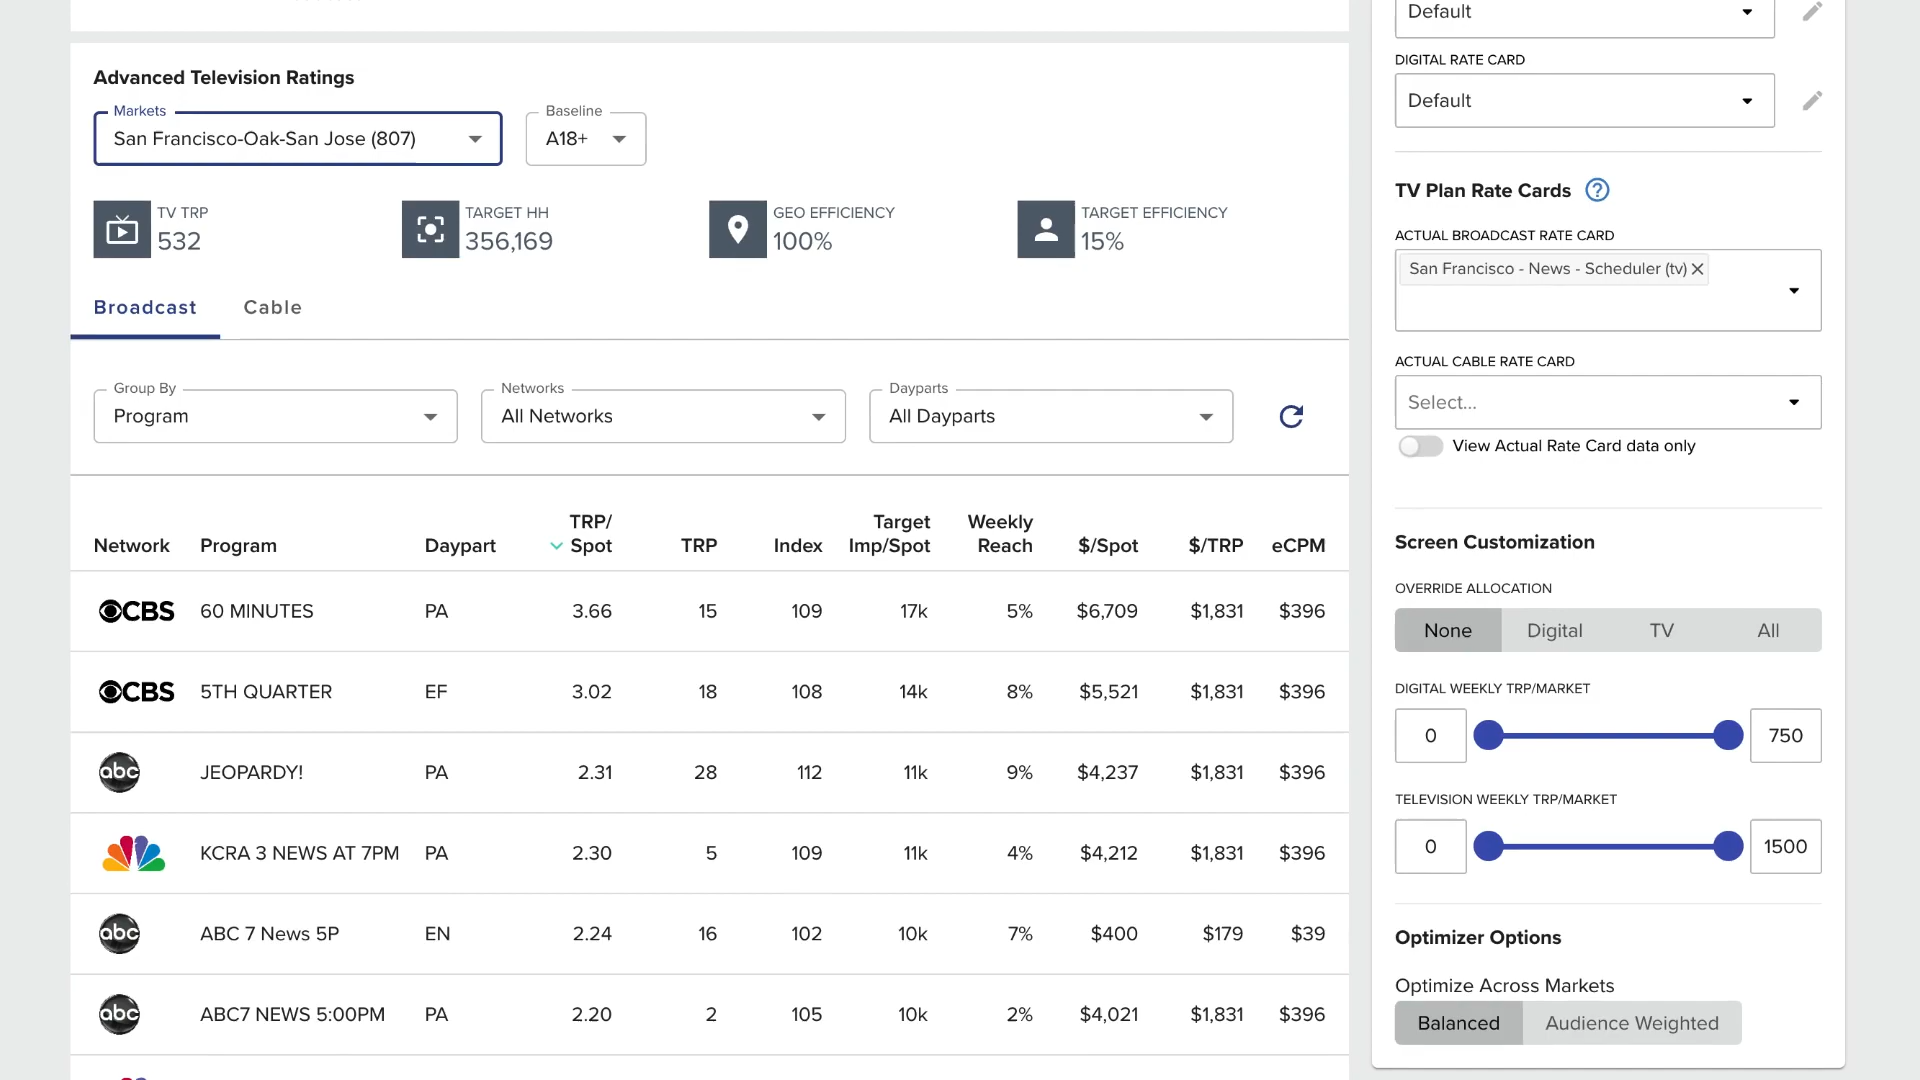 Advanced Television Ratings
Markets
San Francisco-Oak-San Jose (807)
Baseline
A18+
TV TRP
532
TARGET HH
356,169
GEO EFFICIENCY
100%
TARGET EFFICIENCY
15%
Broadcast Cable
Group By
Program
Networks
All Networks
Dayparts
All Dayparts
Network Program Daypart TRP/ Spot TRP Index Target Imp/Spot Weekly Reach $/Spot $/TRP eCPM
CBS 60 MINUTES PA 3.66 15 109 17k 5% $6,709 $1,831 $396
CBS 5TH QUARTER EF 3.02 18 108 14k 8% $5,521 $1,831 $396
abc JEOPARDY! PA 2.31 28 112 11k 9% $4,237 $1,831 $396
KCRA 3 NEWS AT 7PM PA 2.30 5 109 11k 4% $4,212 $1,831 $396
abc ABC 7 News 5P EN 2.24 16 102 10k 7% $400 $179 $39
abc ABC7 NEWS 5:00PM PA 2.20 2 105 10k 2% $4,021 $1,831 $396
Default
DIGITAL RATE CARD
Default
TV Plan Rate Cards ?
ACTUAL BROADCAST RATE CARD
San Francisco - News - Scheduler (tv)
ACTUAL CABLE RATE CARD
Select...
View Actual Rate Card data only
Screen Customization
OVERRIDE ALLOCATION
None Digital TV All
DIGITAL WEEKLY TRP/MARKET
0 750
TELEVISION WEEKLY TRP/MARKET
0 1500
Optimizer Options
Optimize Across Markets
Balanced Audience Weighted